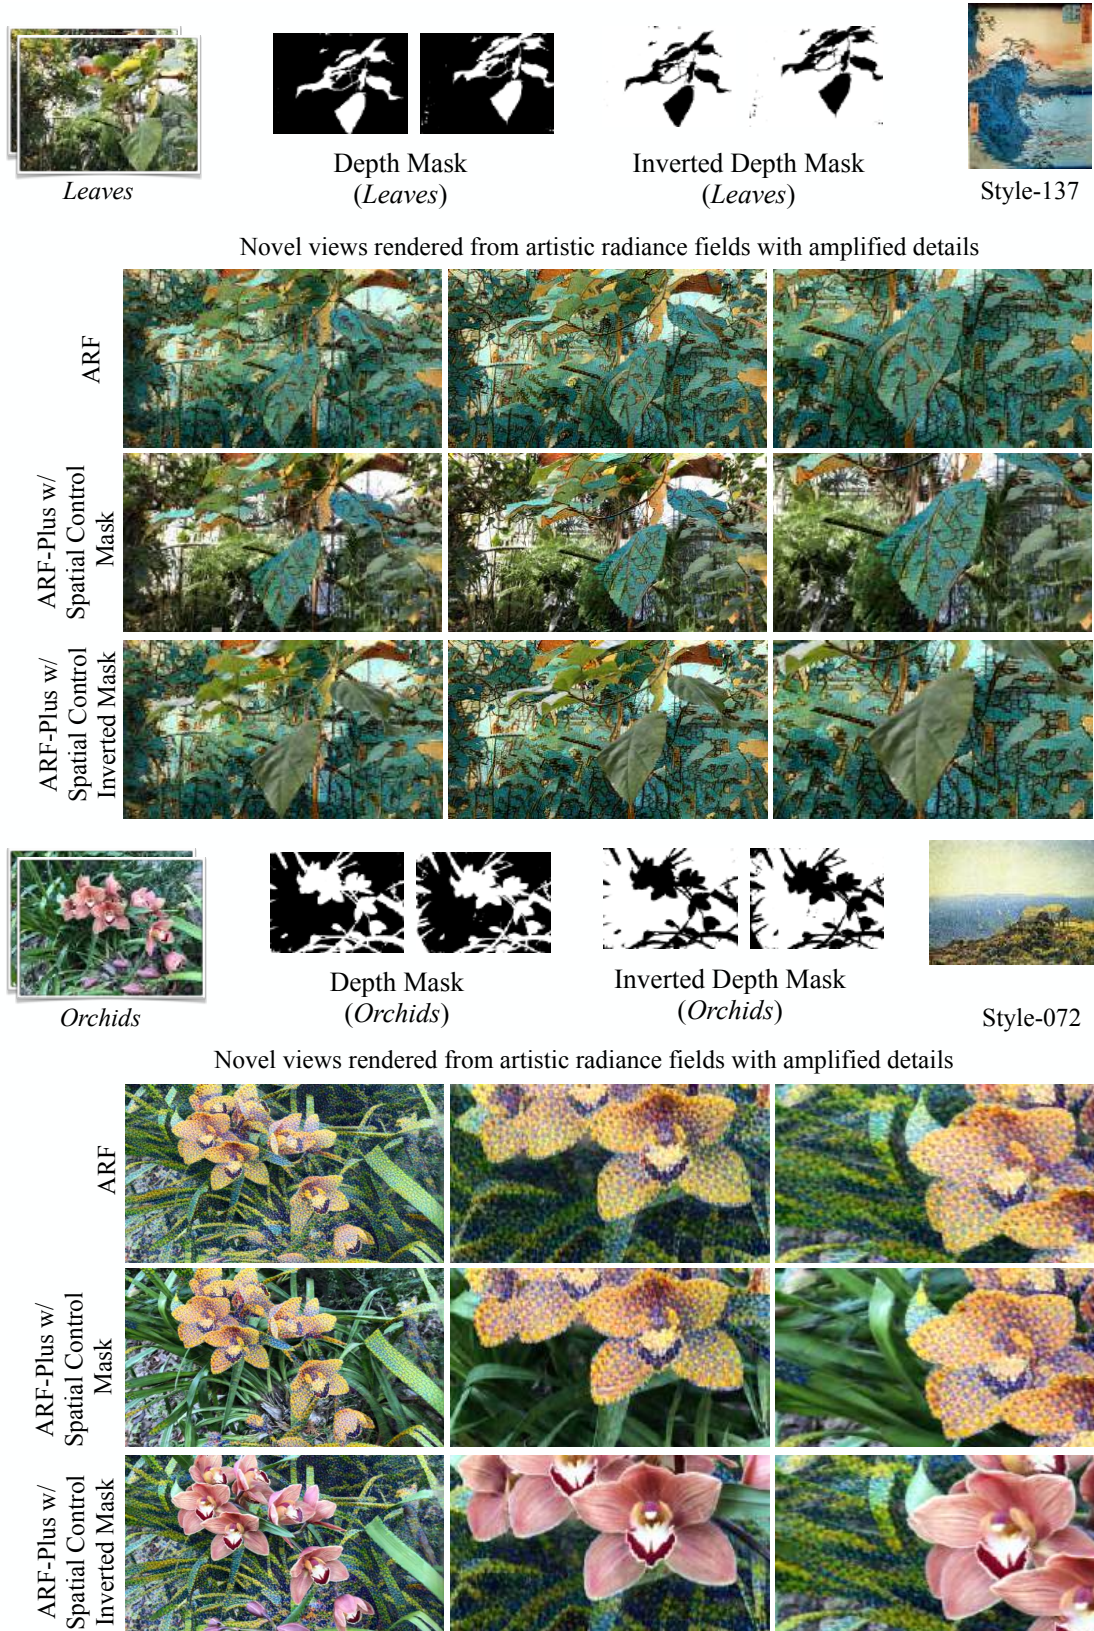 Leaves
Depth Mask
(Leaves)
Inverted Depth Mask
(Leaves)
Style-137
Novel views rendered from artistic radiance fields with amplified details
ARF
ARF-Plus w/
Spatial Control
Mask
ARF-Plus w/
Spatial Control
Inverted Mask
Orchids
Depth Mask
(Orchids)
Inverted Depth Mask
(Orchids)
Style-072
Novel views rendered from artistic radiance fields with amplified details
ARF
ARF-Plus w/
Spatial Control
Mask
ARF-Plus w/
Spatial Control
Inverted Mask